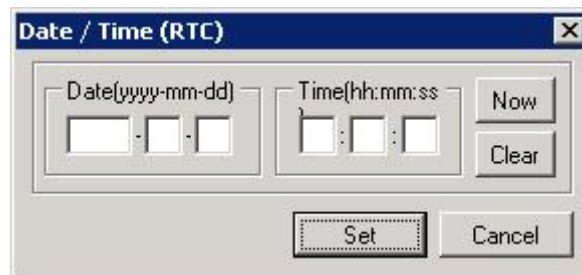 Date / Time (RTC)
Date(yyyy-mm-dd)
Time(hh:mm:ss
)
- -
: :
Now
Clear
Set
Cancel